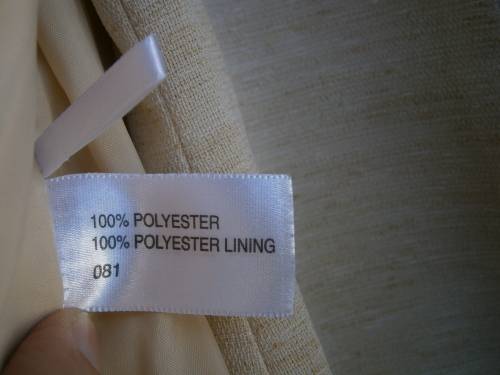 100% POLYESTER
100% POLYESTER LINING
081